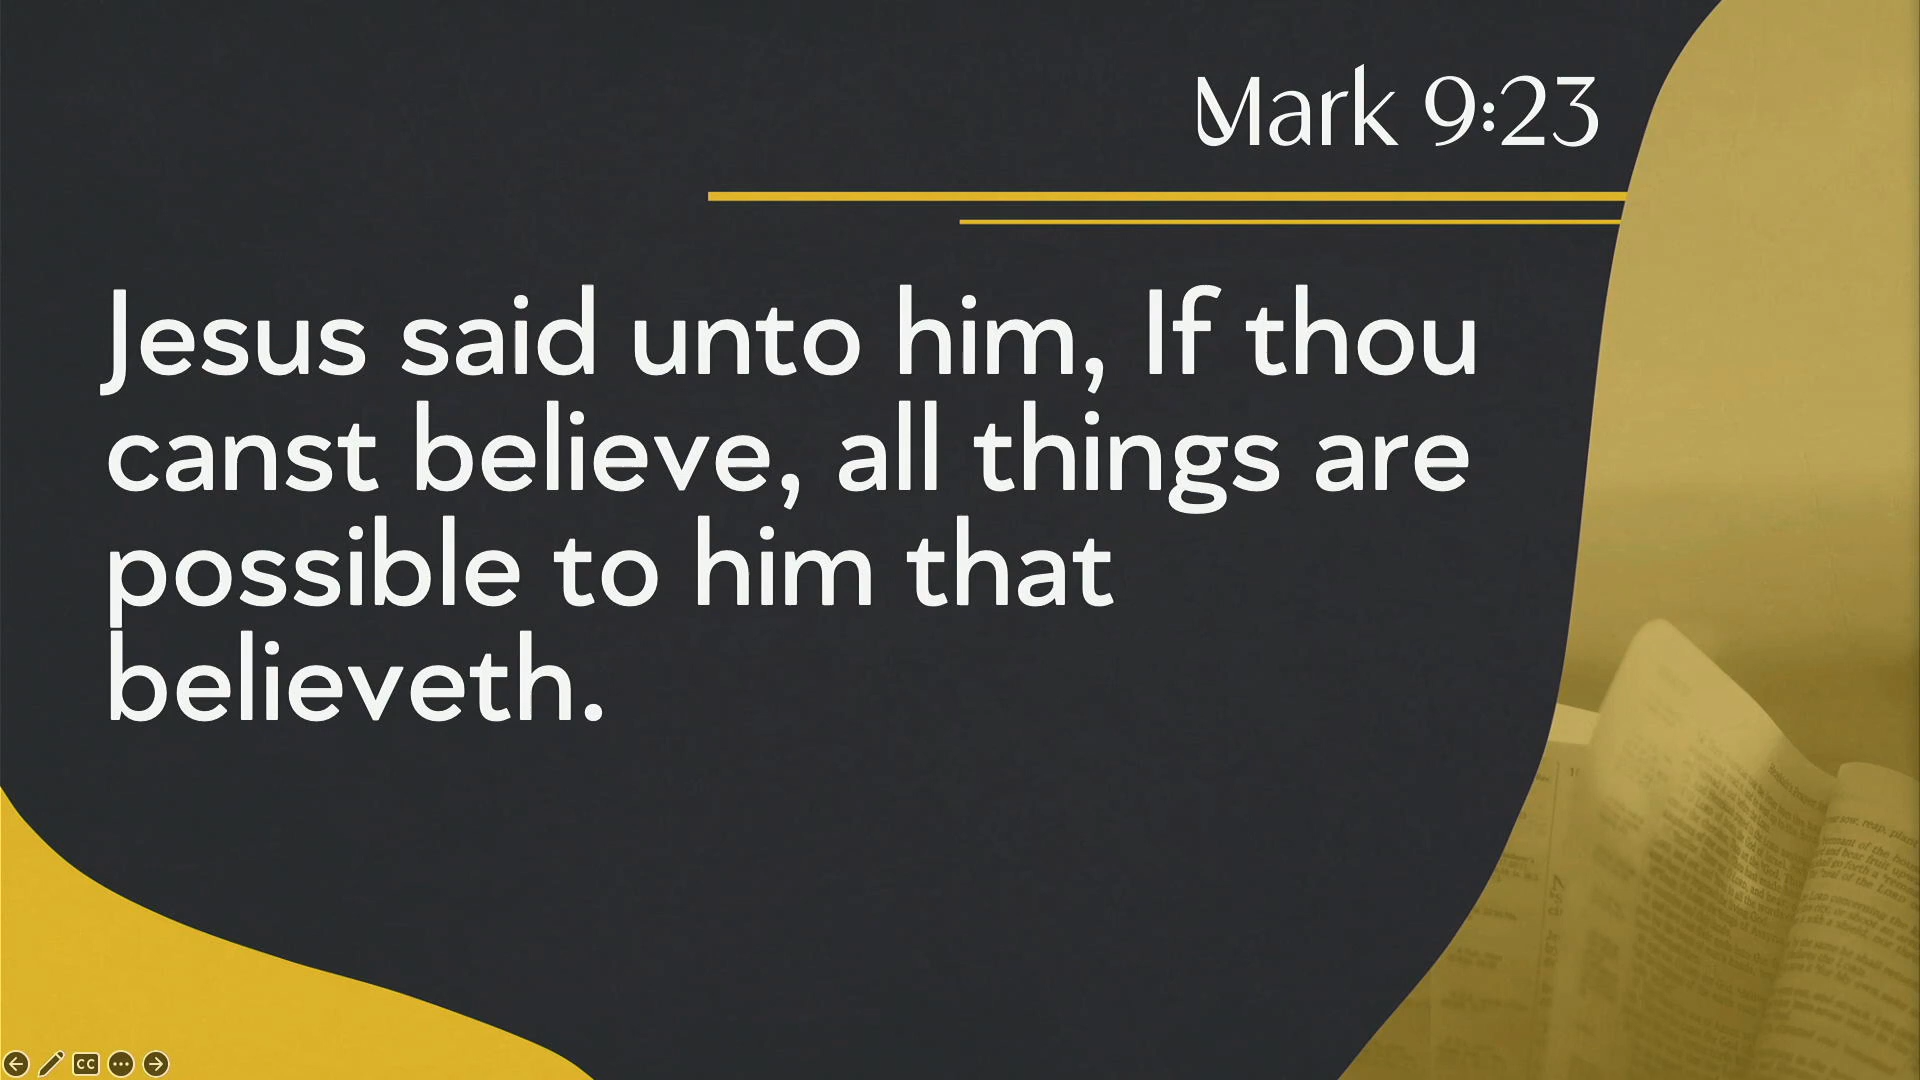 Mark 9:23
Jesus said unto him, If thou
canst believe, all things are
possible to him that
believeth.
CC